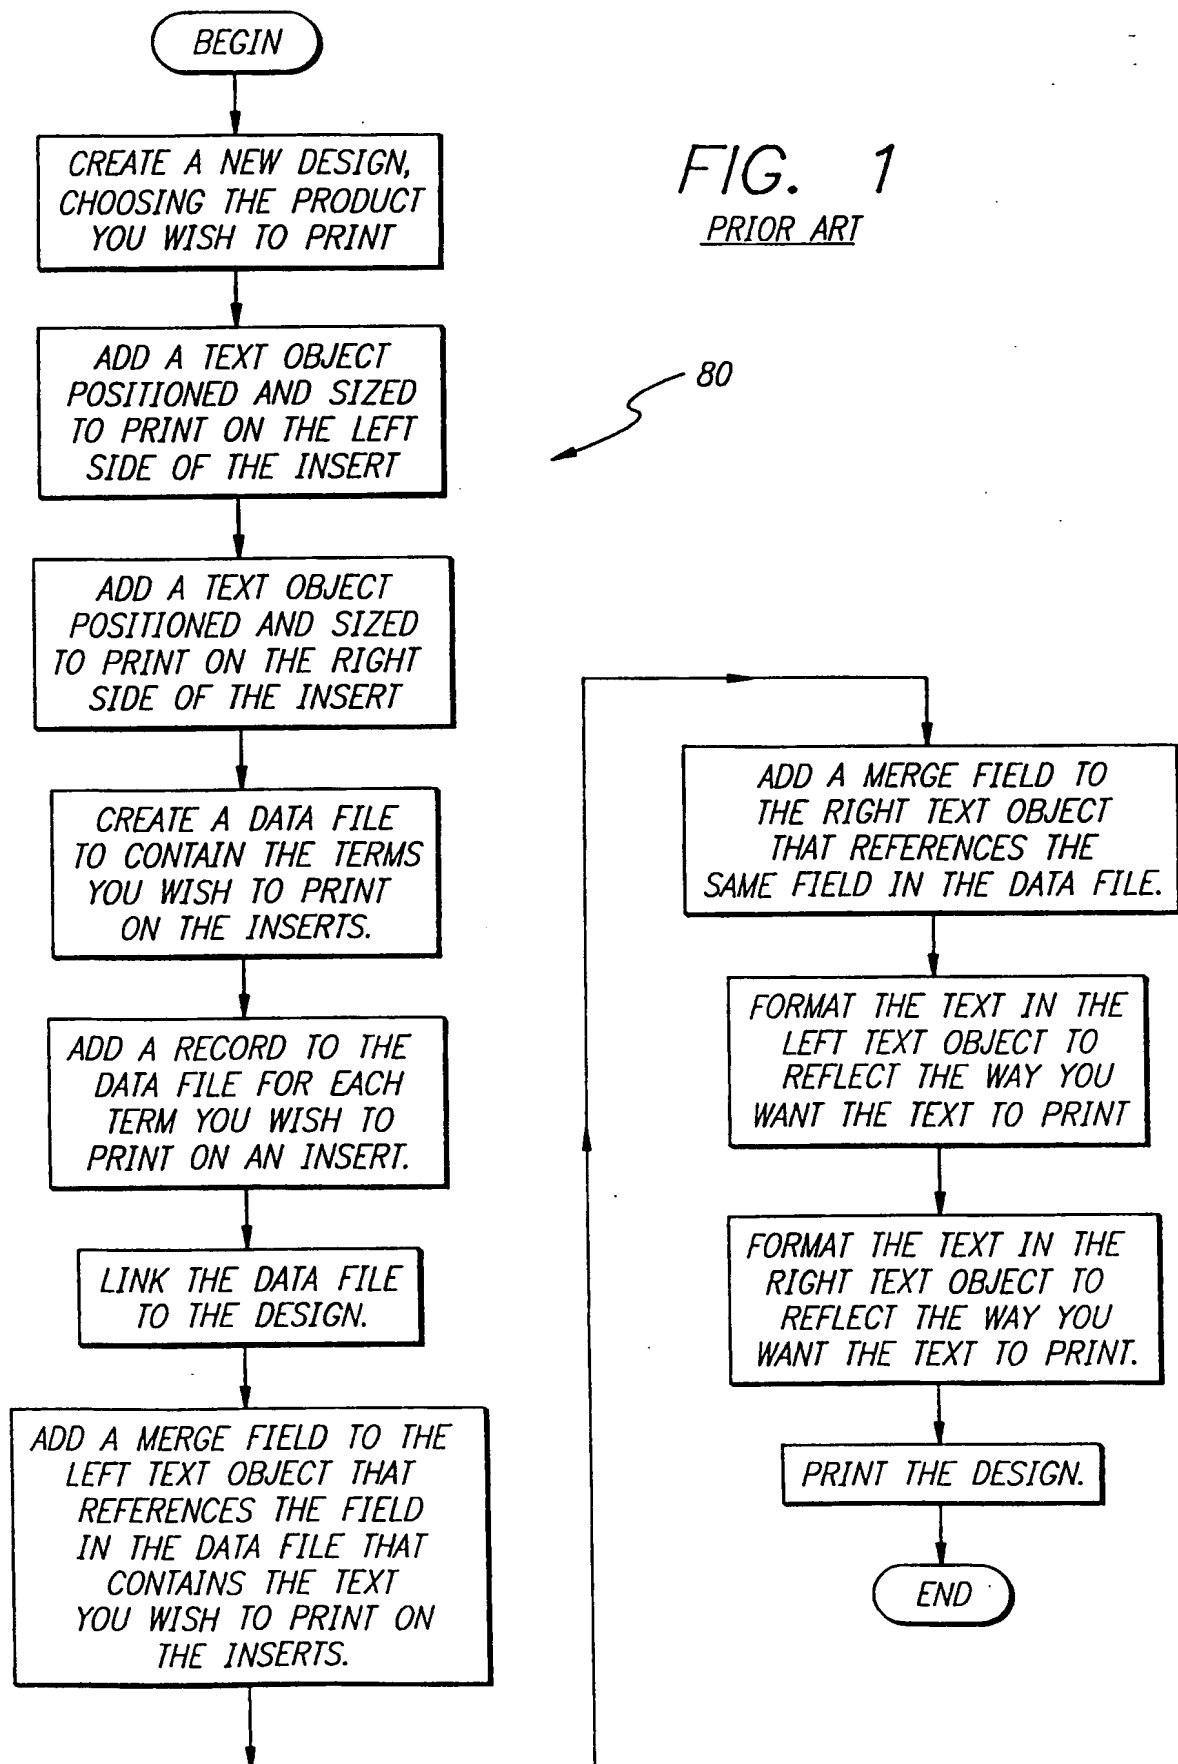 BEGIN
CREATE A NEW DESIGN,
CHOOSING THE PRODUCT
YOU WISH TO PRINT
ADD A TEXT OBJECT
POSITIONED AND SIZED
TO PRINT ON THE LEFT
SIDE OF THE INSERT
ADD A TEXT OBJECT
POSITIONED AND SIZED
TO PRINT ON THE RIGHT
SIDE OF THE INSERT
CREATE A DATA FILE
TO CONTAIN THE TERMS
YOU WISH TO PRINT
ON THE INSERTS.
ADD A RECORD TO THE
DATA FILE FOR EACH
TERM YOU WISH TO
PRINT ON AN INSERT.
LINK THE DATA FILE
TO THE DESIGN.
ADD A MERGE FIELD TO THE
LEFT TEXT OBJECT THAT
REFERENCES THE FIELD
IN THE DATA FILE THAT
CONTAINS THE TEXT
YOU WISH TO PRINT ON
THE INSERTS.
FIG. 1
PRIOR ART
80
ADD A MERGE FIELD TO
THE RIGHT TEXT OBJECT
THAT REFERENCES THE
SAME FIELD IN THE DATA FILE.
FORMAT THE TEXT IN THE
LEFT TEXT OBJECT TO
REFLECT THE WAY YOU
WANT THE TEXT TO PRINT
FORMAT THE TEXT IN THE
RIGHT TEXT OBJECT TO
REFLECT THE WAY YOU
WANT THE TEXT TO PRINT.
PRINT THE DESIGN.
END